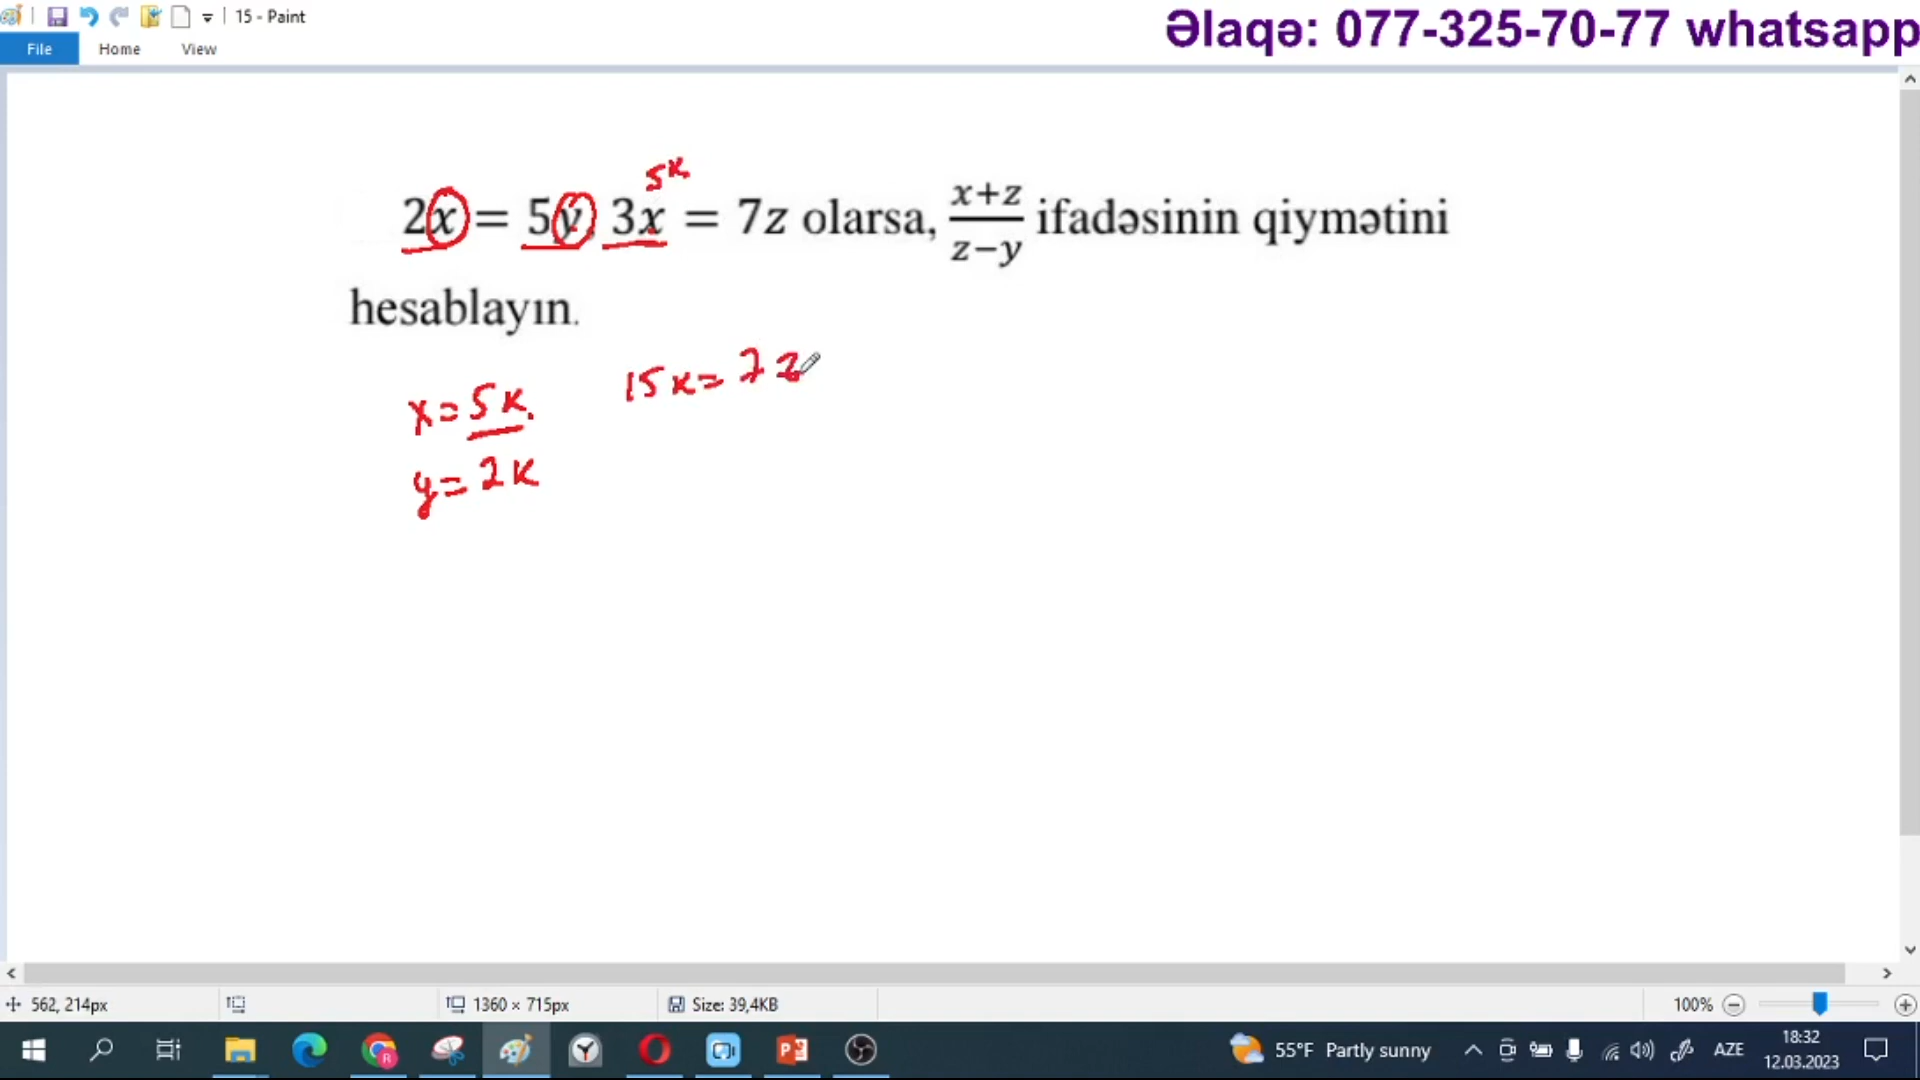 15 - Paint
Əlaqə: 077-325-70-77 whatsapp
File Home View
5k
2x = 5y, 3x = 7z olarsa, x+z/z−y ifadəsinin qiymətini
hesablayın.
x = 5k. 15k = 7z
y = 2k
562, 214px 1360 × 715px Size: 39,4KB 100%
55°F Partly sunny AZE 18:32
12.03.2023